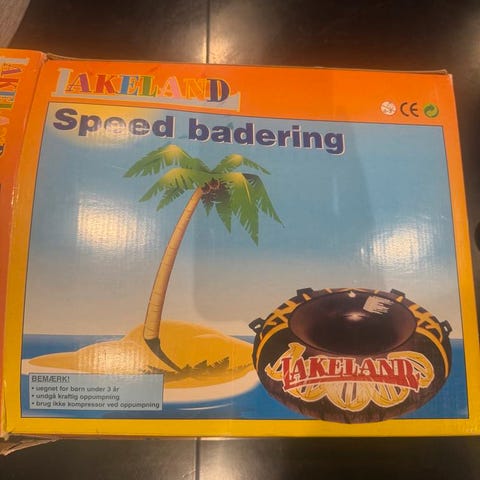 LAKELAND
Speed badering
CE
LAKELAND
BEMÆRK!
• uegnet for børn under 3 år
• undgå kraftig oppumpning
• brug ikke kompressor ved oppumpning